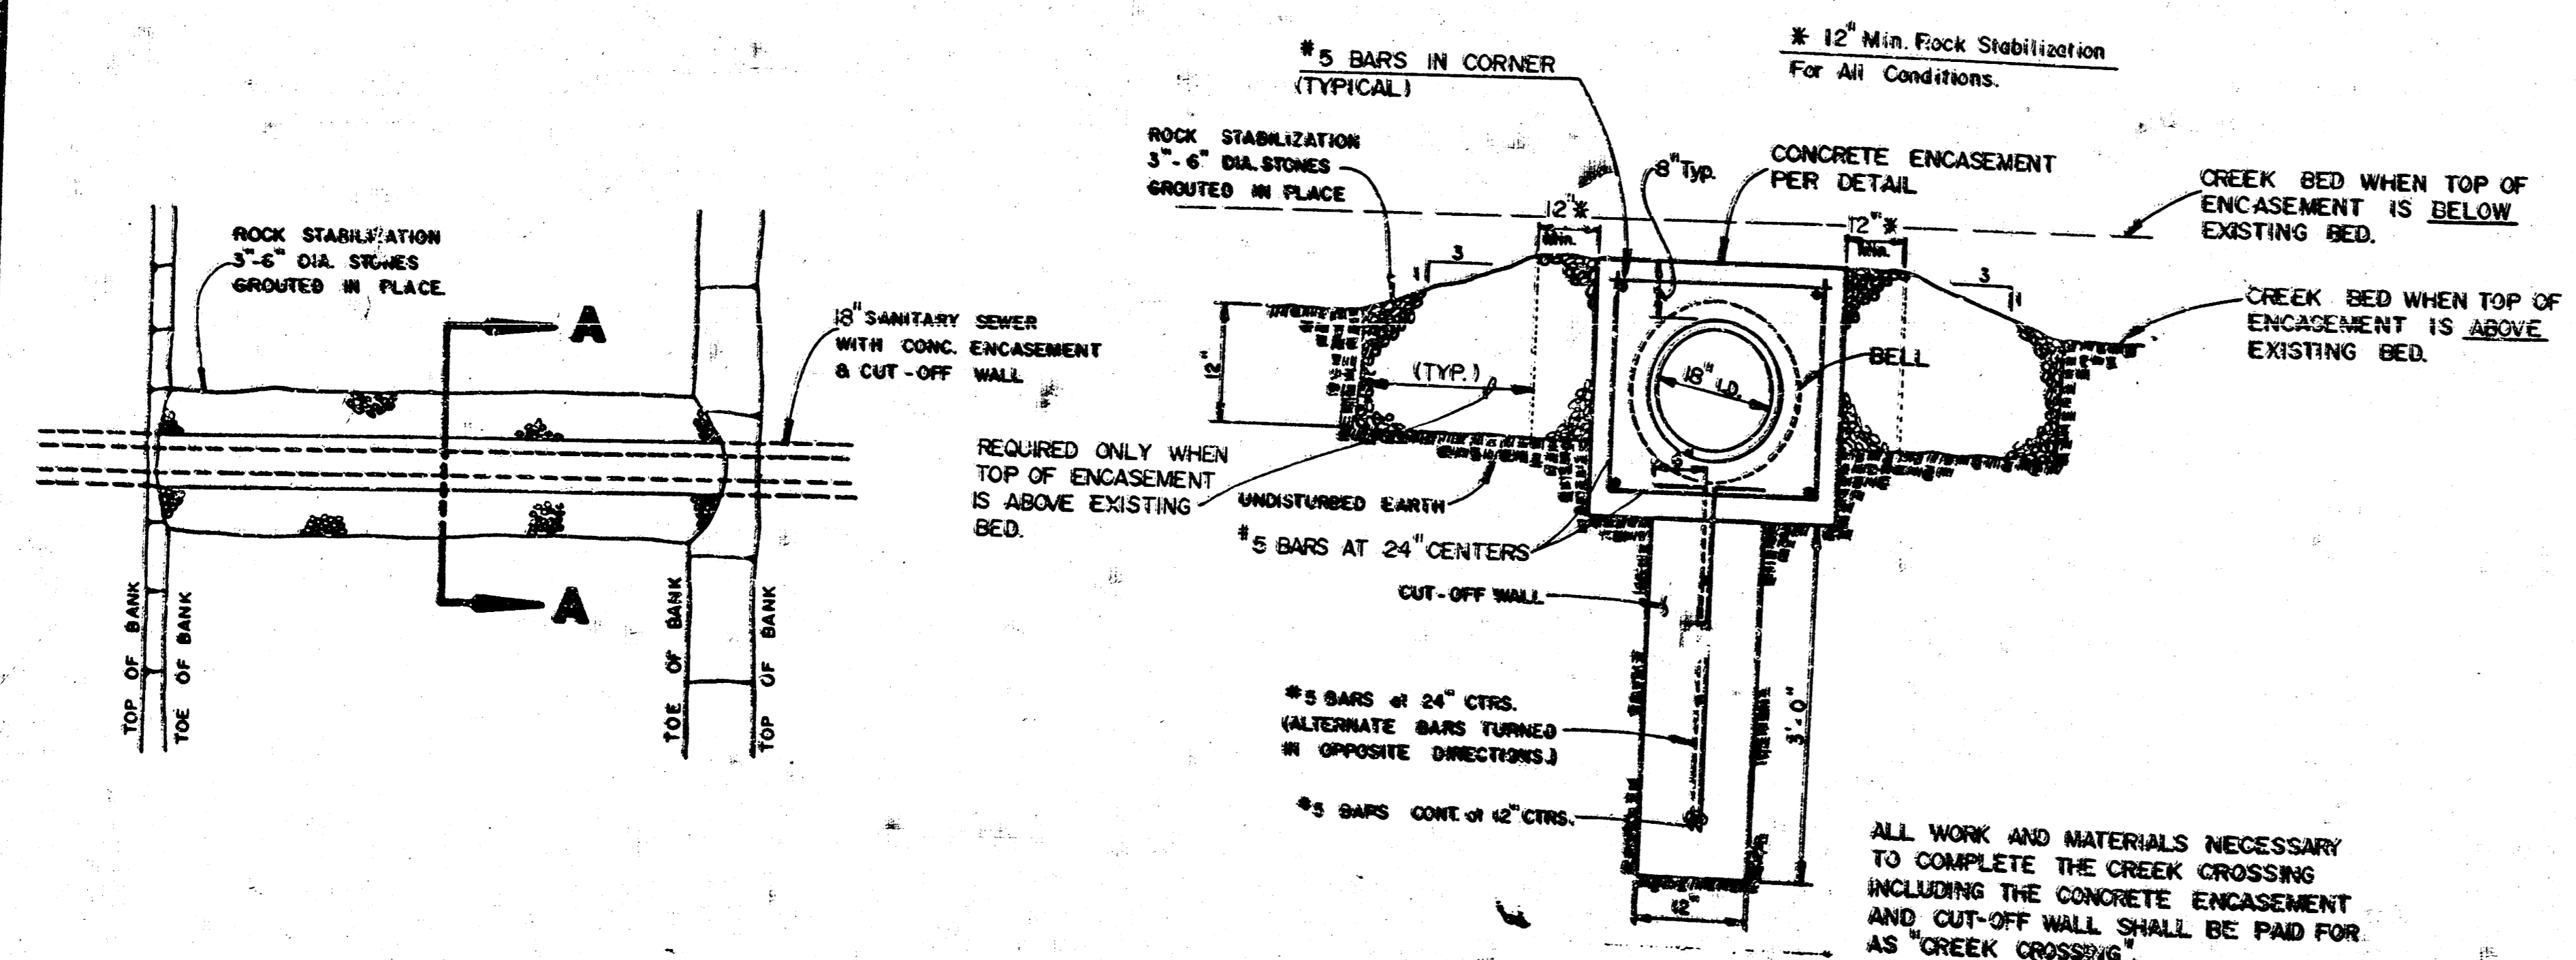 ROCK STABILIZATION
3"-6" DIA. STONES
GROUTED IN PLACE.
A
18" SANITARY SEWER
WITH CONC. ENCASEMENT
& CUT-OFF WALL
A
TOP OF BANK
TOE OF BANK
TOE OF BANK
TOP OF BANK
#5 BARS IN CORNER
(TYPICAL)
* 12" Min. Rock Stabilization
For All Conditions.
ROCK STABILIZATION
3"-6" DIA. STONES
GROUTED IN PLACE
8" Typ.
CONCRETE ENCASEMENT
PER DETAIL
CREEK BED WHEN TOP OF
ENCASEMENT IS BELOW
EXISTING BED.
12"*
Min.
12"*
Min.
3
1
3
1
CREEK BED WHEN TOP OF
ENCASEMENT IS ABOVE
EXISTING BED.
12"
(TYP.)
18" I.D.
BELL
REQUIRED ONLY WHEN
TOP OF ENCASEMENT
IS ABOVE EXISTING
BED.
UNDISTURBED EARTH
#5 BARS AT 24" CENTERS
CUT-OFF WALL
#5 BARS at 24" CTRS.
(ALTERNATE BARS TURNED
IN OPPOSITE DIRECTIONS.)
3'-0"
#5 BARS CONT. at 12" CTRS.
12"
ALL WORK AND MATERIALS NECESSARY
TO COMPLETE THE CREEK CROSSING
INCLUDING THE CONCRETE ENCASEMENT
AND CUT-OFF WALL SHALL BE PAID FOR
AS "CREEK CROSSING".